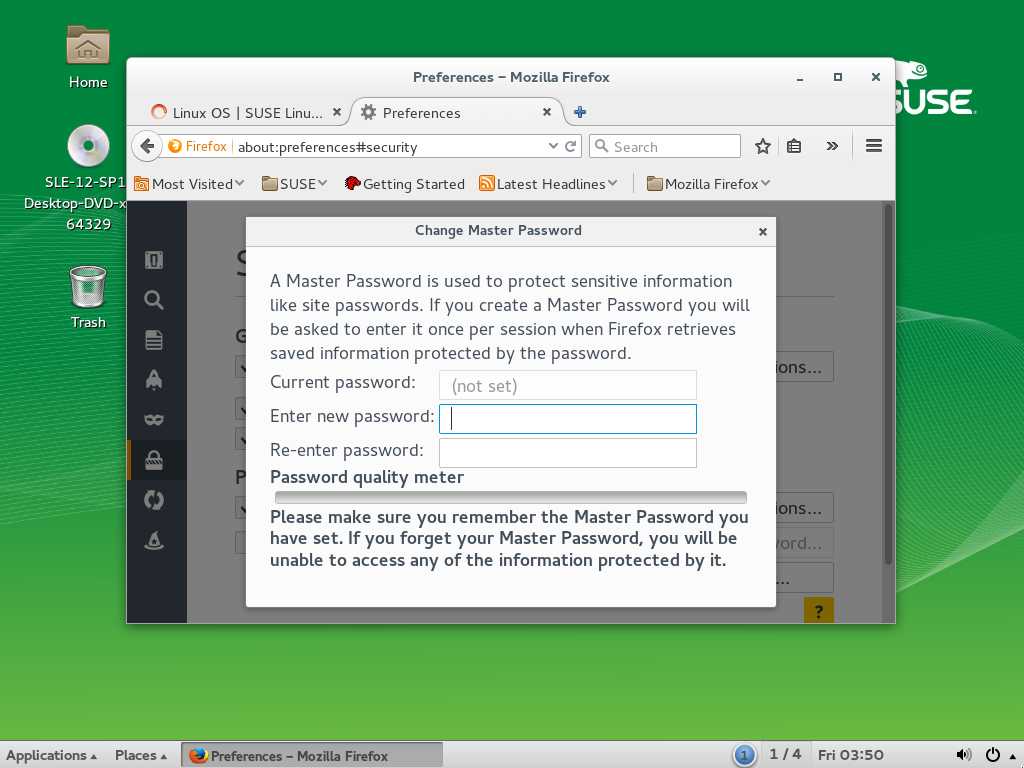 Home
SLE-12-SP1
Desktop-DVD-x
64329
Trash
SUSE
Preferences – Mozilla Firefox
Linux OS | SUSE Linu...
Preferences
Firefox
about:preferences#security
Search
Most Visited
SUSE
Getting Started
Latest Headlines
Mozilla Firefox
Change Master Password
A Master Password is used to protect sensitive information
like site passwords. If you create a Master Password you will
be asked to enter it once per session when Firefox retrieves
saved information protected by the password.
Current password: (not set)
Enter new password:
Re-enter password:
Password quality meter
Please make sure you remember the Master Password you
have set. If you forget your Master Password, you will be
unable to access any of the information protected by it.
S
G
ions...
P
ions...
word...
...
?
Applications
Places
Preferences – Mozilla Firefox
1
1 / 4
Fri 03:50